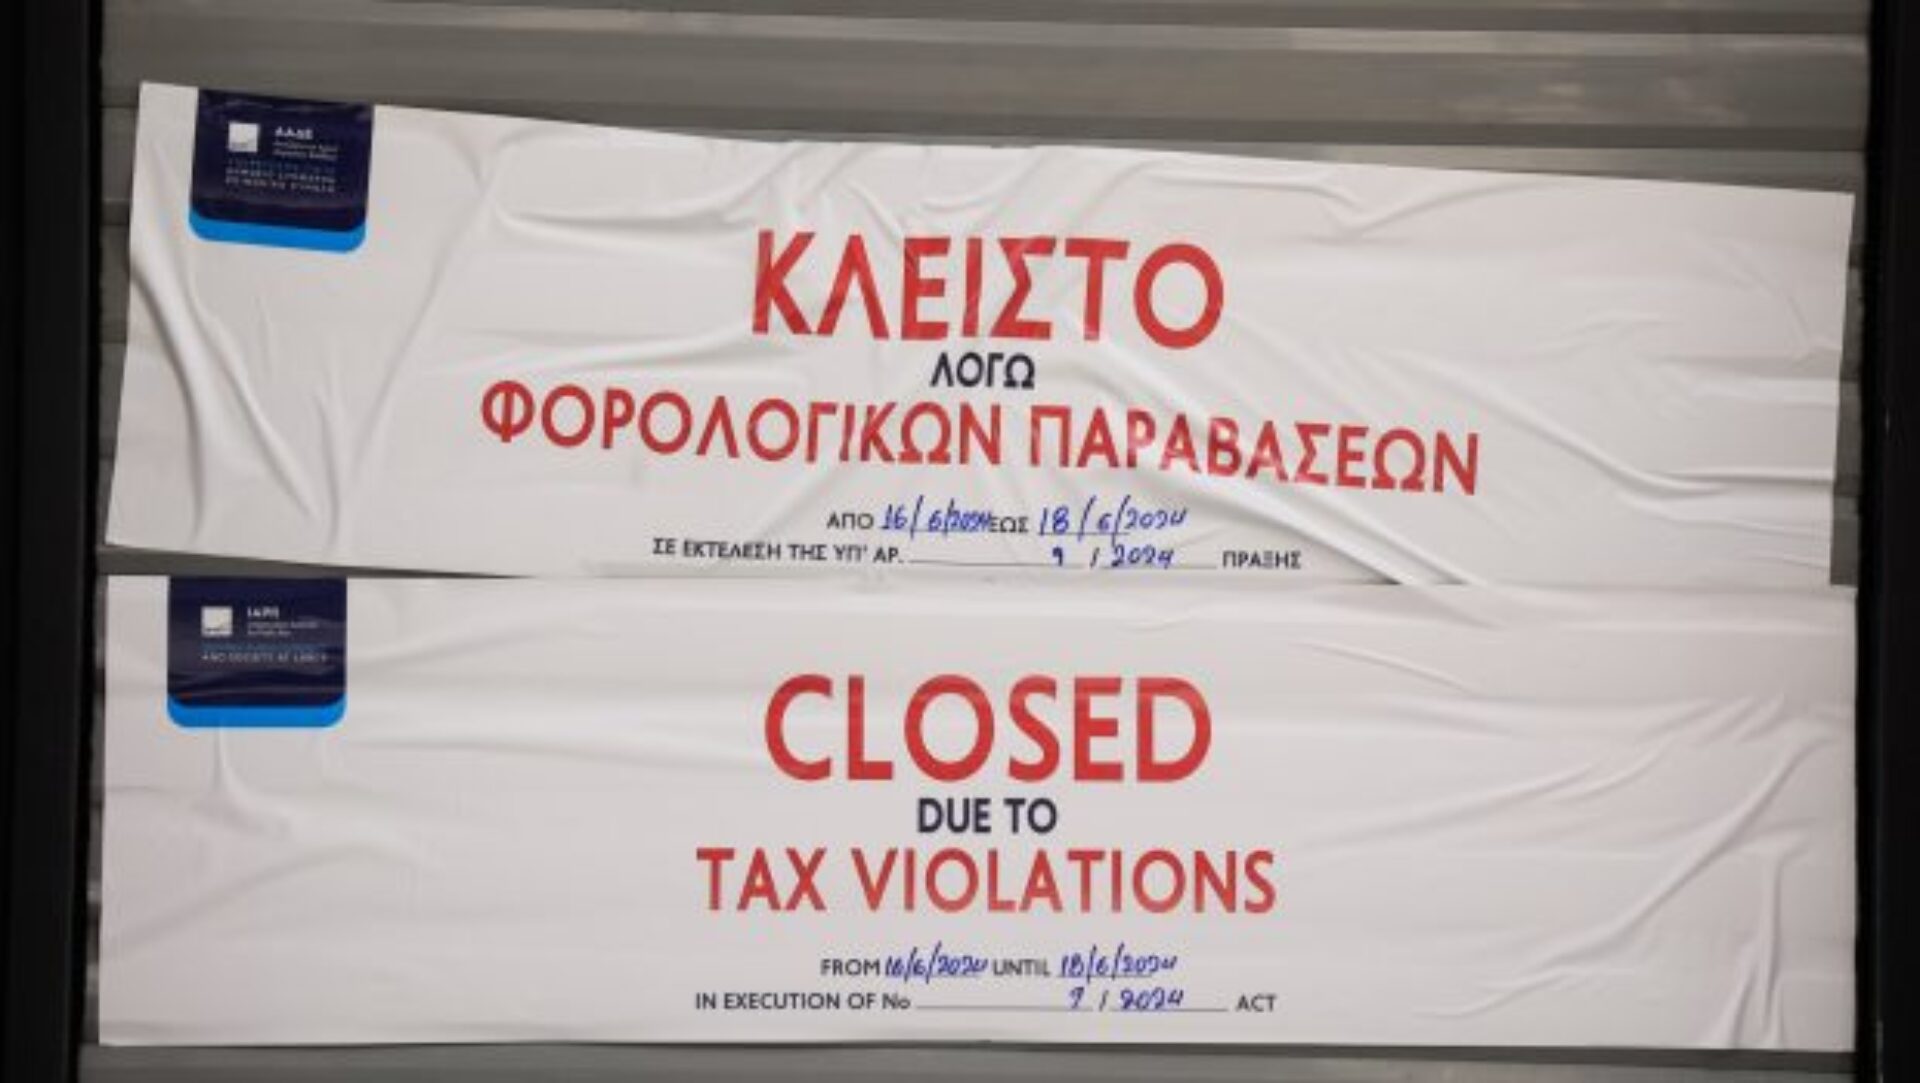 ΑΑΔΕ
ΚΛΕΙΣΤΟ
ΛΟΓΩ
ΦΟΡΟΛΟΓΙΚΩΝ ΠΑΡΑΒΑΣΕΩΝ
ΑΠΟ 16/6/2024 ΕΩΣ 18/6/2024
ΣΕ ΕΚΤΕΛΕΣΗ ΤΗΣ ΥΠ' ΑΡ. 9 / 2024 ΠΡΑΞΗΣ
IAPR
CLOSED
DUE TO
TAX VIOLATIONS
FROM 16/6/2024 UNTIL 18/6/2024
IN EXECUTION OF No 9 / 2024 ACT